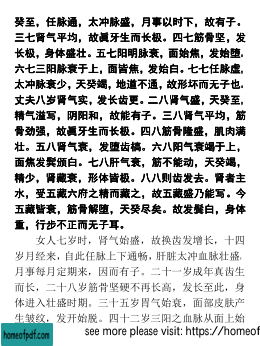 癸至，任脉通，太冲脉盛，月事以时下，故有子。
三七肾气平均，故真牙生而长极。四七筋骨坚，发
长极，身体盛壮。五七阳明脉衰，面始焦，发始堕。
六七三阳脉衰于上，面皆焦，发始白。七七任脉虚，
太冲脉衰少，天癸竭，地道不通，故形坏而无子也。
丈夫八岁肾气实，发长齿更。二八肾气盛，天癸至，
精气溢写，阴阳和，故能有子。三八肾气平均，筋
骨劲强，故真牙生而长极。四八筋骨隆盛，肌肉满
壮。五八肾气衰，发堕齿槁。六八阳气衰竭于上，
面焦发鬓颁白。七八肝气衰，筋不能动，天癸竭，
精少，肾藏衰，形体皆极。八八则齿发去。肾者主
水，受五藏六府之精而藏之，故五藏盛乃能写。今
五藏皆衰，筋骨解堕，天癸尽矣。故发鬓白，身体
重，行步不正而无子耳。
女人七岁时，肾气始盛，故换齿发增长，十四
岁月经来，自此任脉上下通畅，肝脏太冲血脉壮盛，
月事每月定期来，因而有子。二十一岁成年真齿生
而长，二十八岁筋骨坚硬不再长高，发长至此，身
体进入壮盛时期。三十五岁胃气始衰，面部皮肤产
生皱纹，发开始脱。四十二岁三阳之血脉从面上始
homeofpdf.com
see more please visit: https://homeof